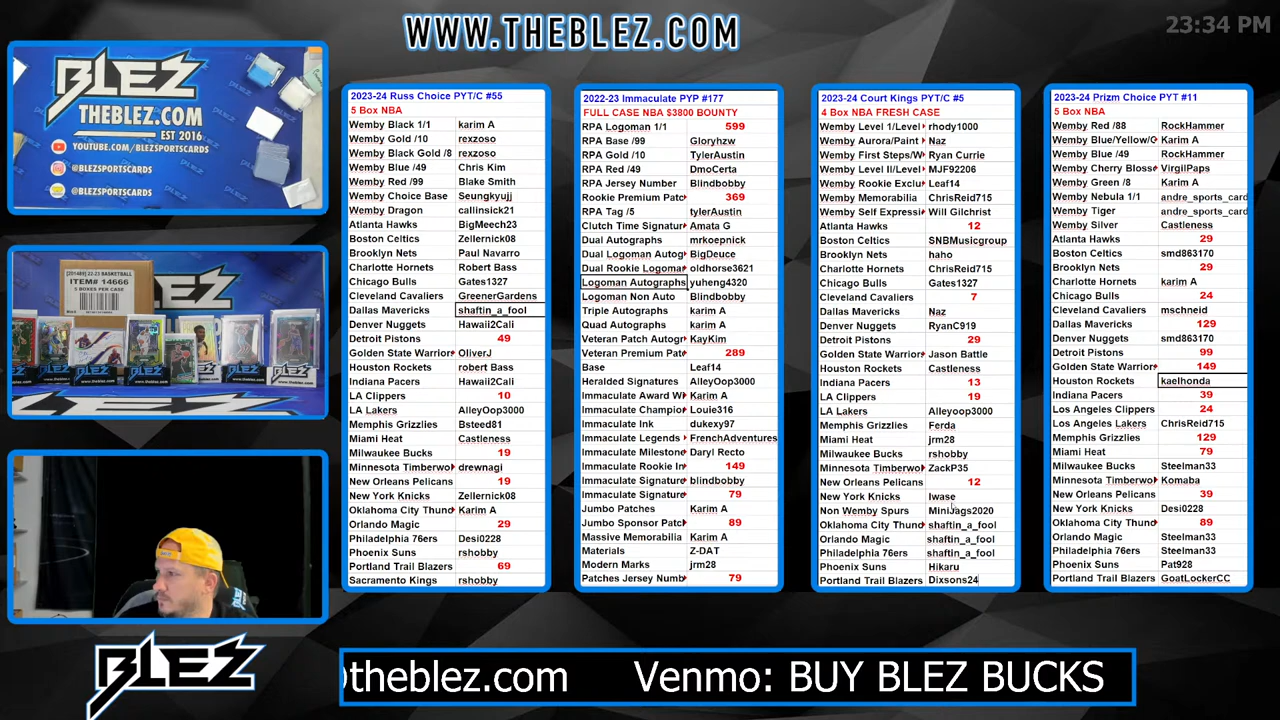 WWW.THEBLEZ.COM
23:34 PM
BLEZ
THEBLEZ.COM
EST 2016
YOUTUBE.COM/BLEZSPORTSCARDS
@BLEZSPORTSCARDS
@BLEZSPORTSCARDS
22-23 BASKETBALL
ITEM# 14666
5 BOXES PER CASE
BLEZ
2023-24 Russ Choice PYT/C #55
5 Box NBA
Wemby Black 1/1 karim A
Wemby Gold /10 rexzoso
Wemby Black Gold /8 rexzoso
Wemby Blue /49 Chris Kim
Wemby Red /99 Blake Smith
Wemby Choice Base Seungkyujj
Wemby Dragon callinsick21
Atlanta Hawks BigMeech23
Boston Celtics Zellernick08
Brooklyn Nets Paul Navarro
Charlotte Hornets Robert Bass
Chicago Bulls Gates1327
Cleveland Cavaliers GreenerGardens
Dallas Mavericks shaftin_a_fool
Denver Nuggets Hawaii2Cali
Detroit Pistons 49
Golden State Warrior OliverJ
Houston Rockets robert Bass
Indiana Pacers Hawaii2Cali
LA Clippers 10
LA Lakers AlleyOop3000
Memphis Grizzlies Bsteed81
Miami Heat Castleness
Milwaukee Bucks 19
Minnesota Timberwo drewnagi
New Orleans Pelicans 19
New York Knicks Zellernick08
Oklahoma City Thun Karim A
Orlando Magic 29
Philadelphia 76ers Desi0228
Phoenix Suns rshobby
Portland Trail Blazers 69
Sacramento Kings rshobby
2022-23 Immaculate PYP #177
FULL CASE NBA $3800 BOUNTY
RPA Logoman 1/1 599
RPA Base /99 Gloryhzw
RPA Gold /10 TylerAustin
RPA Red /49 DmoCerta
RPA Jersey Number Blindbobby
Rookie Premium Patc 369
RPA Tag /5 tylerAustin
Clutch Time Signatur Amata G
Dual Autographs mrkoepnick
Dual Logoman Autog BigDeuce
Dual Rookie Logoma oldhorse3621
Logoman Autographs yuheng4320
Logoman Non Auto Blindbobby
Triple Autographs karim A
Quad Autographs karim A
Veteran Patch Autogr KayKim
Veteran Premium Pat 289
Base Leaf14
Heralded Signatures AlleyOop3000
Immaculate Award W Karim A
Immaculate Champio Louie316
Immaculate Ink dukexy97
Immaculate Legends FrenchAdventures
Immaculate Mileston Daryl Recto
Immaculate Rookie In 149
Immaculate Signature blindbobby
Immaculate Signature 79
Jumbo Patches Karim A
Jumbo Sponsor Patc 89
Massive Memorabilia Karim A
Materials Z-DAT
Modern Marks jrm28
Patches Jersey Numb 79
2023-24 Court Kings PYT/C #5
4 Box NBA FRESH CASE
Wemby Level 1/Level rhody1000
Wemby Aurora/Paint Naz
Wemby First Steps/W Ryan Currie
Wemby Level II/Level MJF92206
Wemby Rookie Exclu Leaf14
Wemby Memorabilia ChrisReid715
Wemby Self Expressi Will Gilchrist
Atlanta Hawks 12
Boston Celtics SNBMusicgroup
Brooklyn Nets haho
Charlotte Hornets ChrisReid715
Chicago Bulls Gates1327
Cleveland Cavaliers 7
Dallas Mavericks Naz
Denver Nuggets RyanC919
Detroit Pistons 29
Golden State Warrior Jason Battle
Houston Rockets Castleness
Indiana Pacers 13
LA Clippers 19
LA Lakers Alleyoop3000
Memphis Grizzlies Ferda
Miami Heat jrm28
Milwaukee Bucks rshobby
Minnesota Timberwo ZackP35
New Orleans Pelicans 12
New York Knicks Iwase
Non Wemby Spurs Minirags2020
Oklahoma City Thund shaftin_a_fool
Orlando Magic shaftin_a_fool
Philadelphia 76ers shaftin_a_fool
Phoenix Suns Hikaru
Portland Trail Blazers Dixsons24
2023-24 Prizm Choice PYT #11
5 Box NBA
Wemby Red /88 RockHammer
Wemby Blue/Yellow/G Karim A
Wemby Blue /49 RockHammer
Wemby Cherry Blosso VirgilPaps
Wemby Green /8 Karim A
Wemby Nebula 1/1 andre_sports_card
Wemby Tiger andre_sports_card
Wemby Silver Castleness
Atlanta Hawks 29
Boston Celtics smd863170
Brooklyn Nets 29
Charlotte Hornets karim A
Chicago Bulls 24
Cleveland Cavaliers mschneid
Dallas Mavericks 129
Denver Nuggets smd863170
Detroit Pistons 99
Golden State Warrior 149
Houston Rockets kaelhonda
Indiana Pacers 39
Los Angeles Clippers 24
Los Angeles Lakers ChrisReid715
Memphis Grizzlies 129
Miami Heat 79
Milwaukee Bucks Steelman33
Minnesota Timberwo Komaba
New Orleans Pelicans 39
New York Knicks Desi0228
Oklahoma City Thund 89
Orlando Magic Steelman33
Philadelphia 76ers Steelman33
Phoenix Suns Pat928
Portland Trail Blazers GoatLockerCC
theblez.com Venmo: BUY BLEZ BUCKS